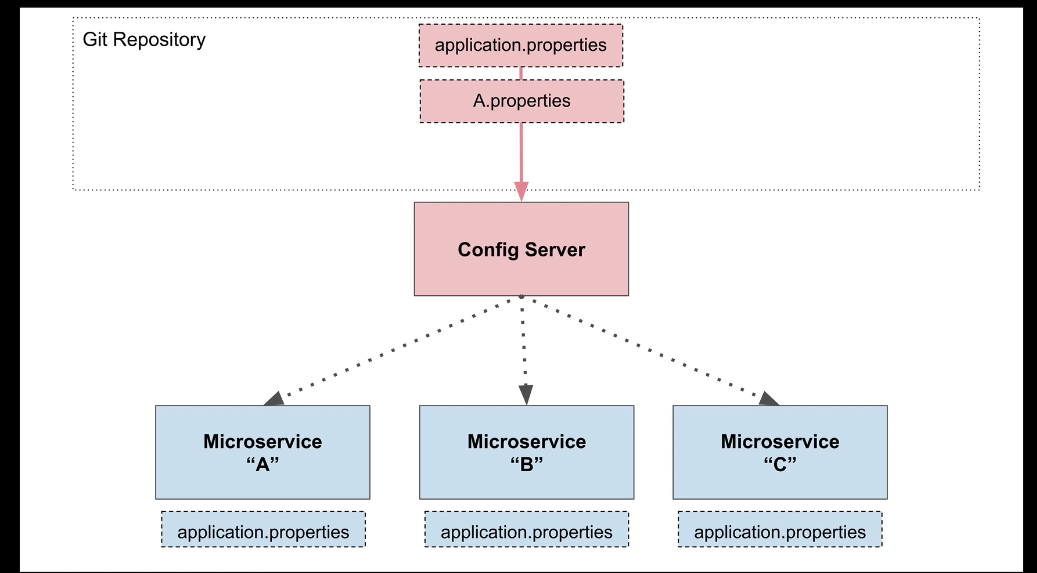 Git Repository
application.properties
A.properties
Config Server
Microservice
“A”
Microservice
“B”
Microservice
“C”
application.properties
application.properties
application.properties